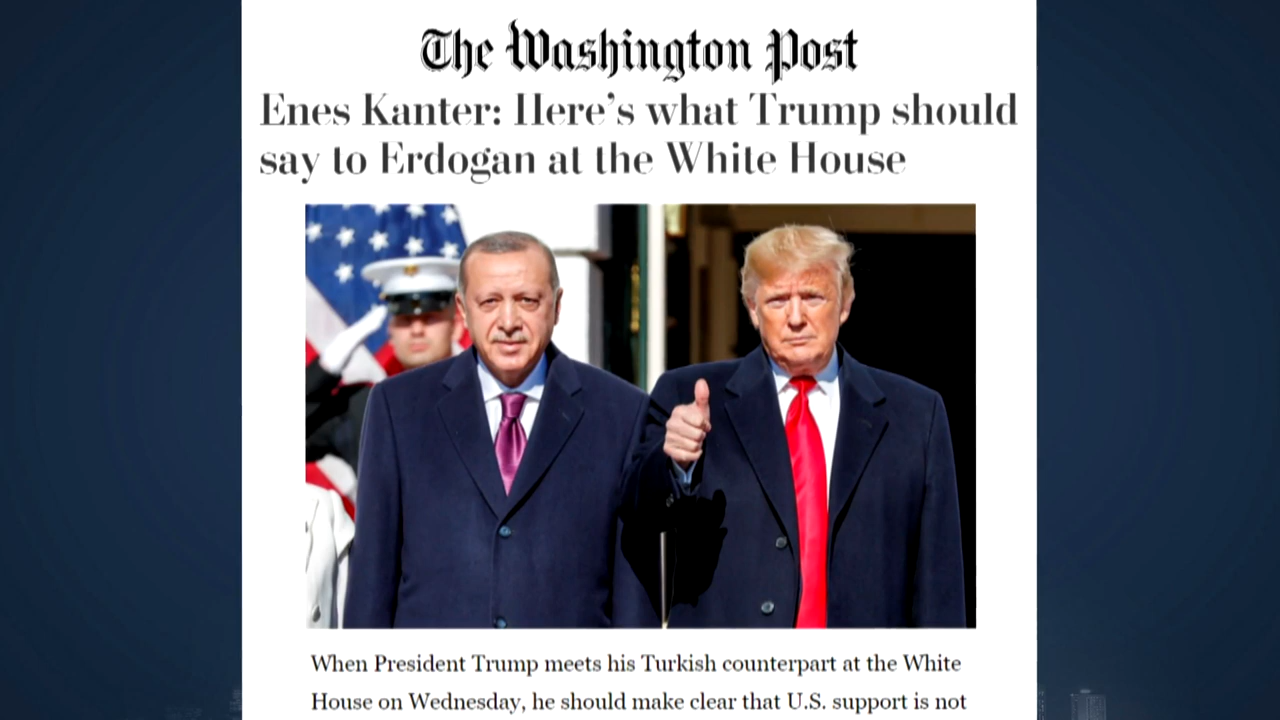 The Washington Post
Enes Kanter: Here’s what Trump should
say to Erdogan at the White House
When President Trump meets his Turkish counterpart at the White
House on Wednesday, he should make clear that U.S. support is not